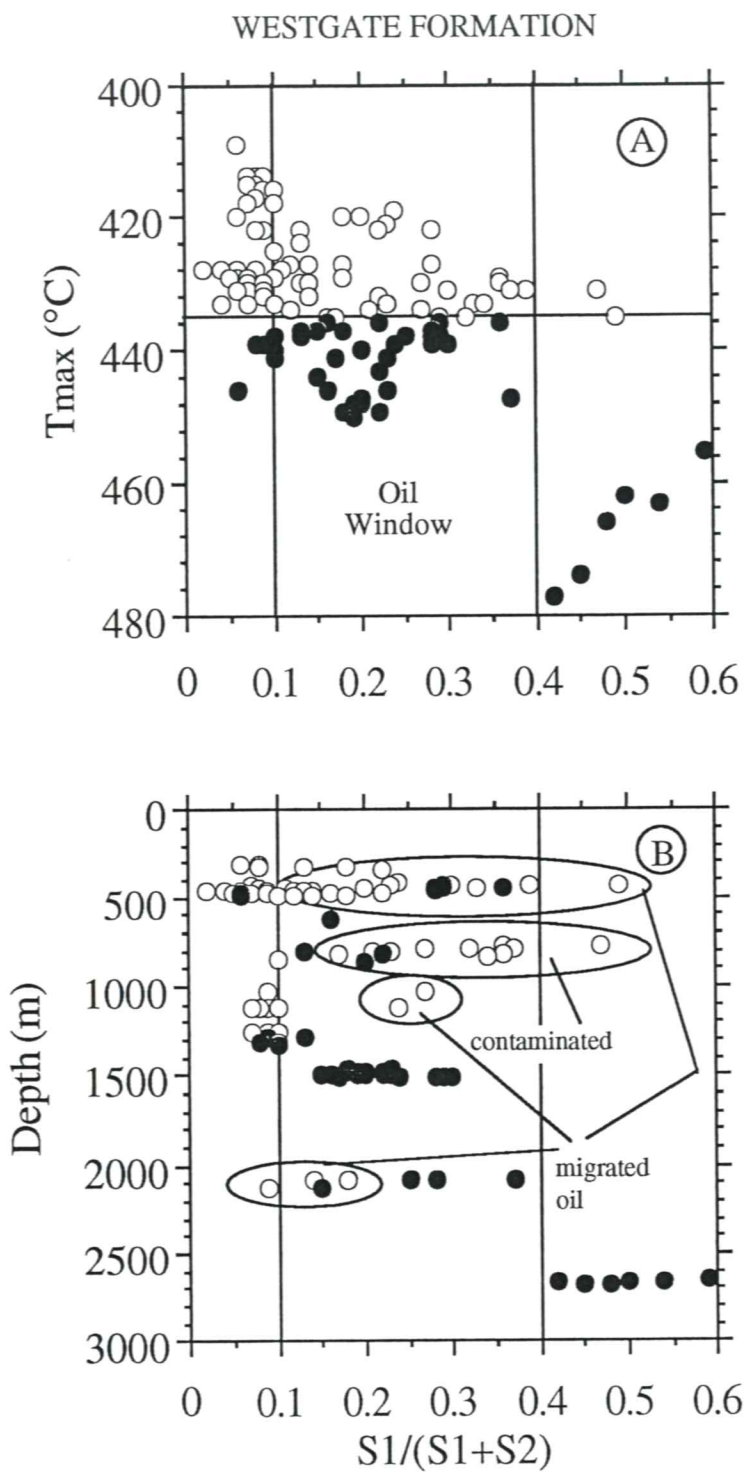 WESTGATE FORMATION
400
420
440
460
480
Tmax (°C)
A
Oil
Window
0 0.1 0.2 0.3 0.4 0.5 0.6
0
500
1000
1500
2000
2500
3000
Depth (m)
B
contaminated
migrated
oil
0 0.1 0.2 0.3 0.4 0.5 0.6
S1/(S1+S2)